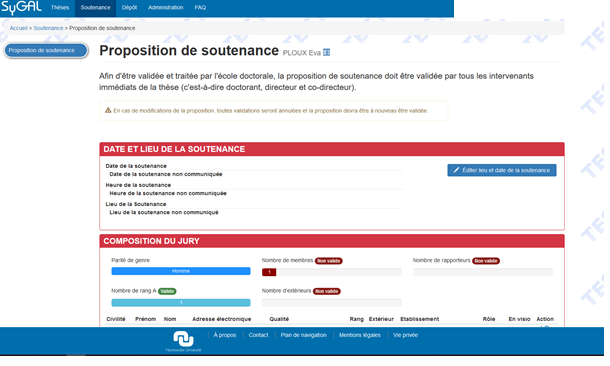 SyGAL Thèses Soutenance Dépôt Administration FAQ
Accueil » Soutenance » Proposition de soutenance
Proposition de soutenance
Proposition de soutenance PLOUX Eva
Afin d'être validée et traitée par l'école doctorale, la proposition de soutenance doit être validée par tous les intervenants
immédiats de la thèse (c'est-à-dire doctorant, directeur et co-directeur).
En cas de modifications de la proposition, toutes validations seront annulées et la proposition devra être à nouveau être validée.
DATE ET LIEU DE LA SOUTENANCE
Date de la soutenance
Date de la soutenance non communiquée
Éditer lieu et date de la soutenance
Heure de la soutenance
Heure de la soutenance non communiquée
Lieu de la Soutenance
Lieu de la soutenance non communiqué
COMPOSITION DU JURY
Parité de genre Nombre de membres Non valide Nombre de rapporteurs Non valide
Homme 1
Nombre de rang A Valide Nombre d'extérieurs Non valide
1
Civilité Prénom Nom Adresse électronique Qualité Rang Extérieur Etablissement Rôle En visio Action
Normandie Université À propos Contact Plan de navigation Mentions légales Vie privée